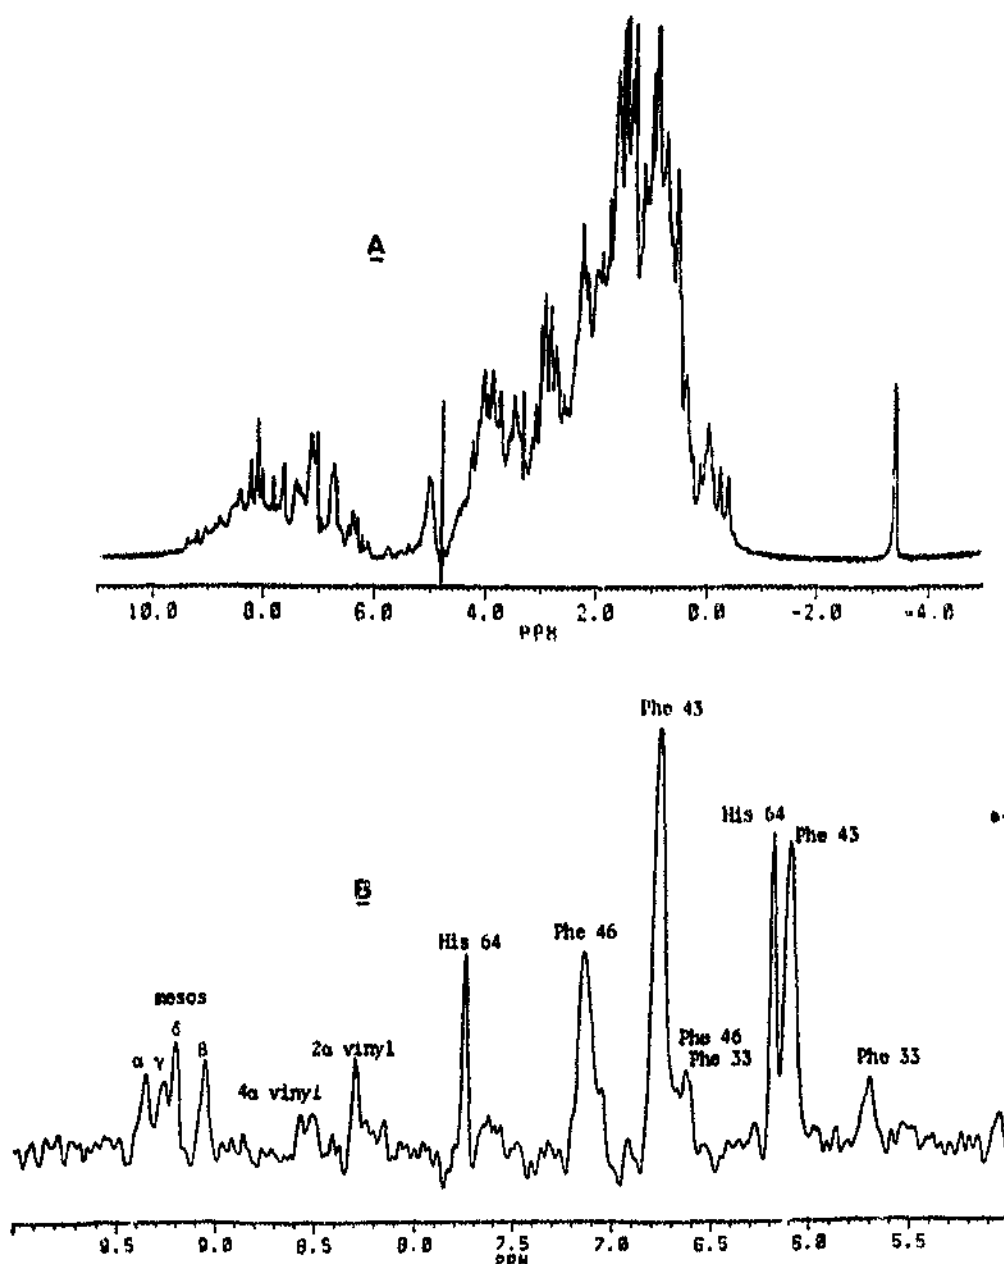 A
10.0 8.0 6.0 4.0 2.0 0.0 -2.0 -4.0
PPM
Phe 43
His 64
Phe 43
B
His 64
Phe 46
mesos
δ
α γ
β
2α vinyl
4α vinyl
Phe 46
Phe 33
Phe 33
9.5 9.0 8.5 8.0 7.5 7.0 6.5 6.0 5.5
PPM